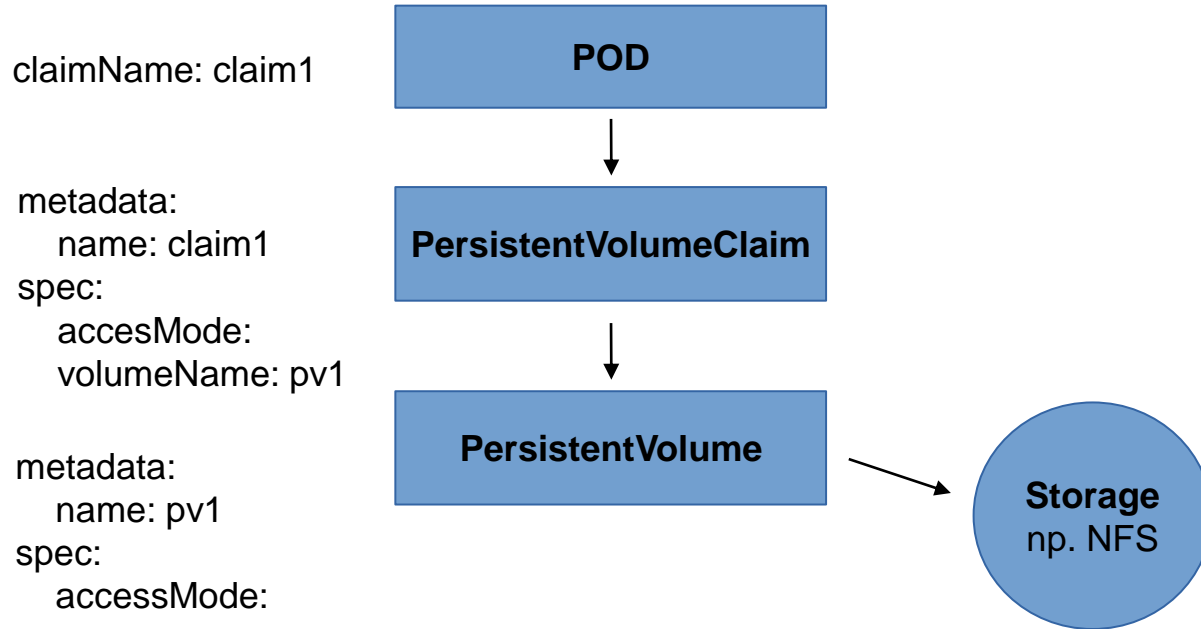 claimName: claim1
POD
metadata:
name: claim1
spec:
accesMode:
volumeName: pv1
PersistentVolumeClaim
metadata:
name: pv1
spec:
accessMode:
PersistentVolume
Storage
np. NFS